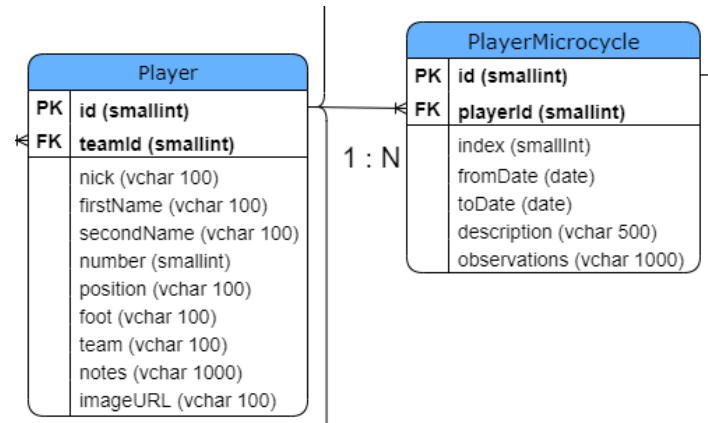 Player
PK id (smallint)
FK teamId (smallint)
nick (vchar 100)
firstName (vchar 100)
secondName (vchar 100)
number (smallint)
position (vchar 100)
foot (vchar 100)
team (vchar 100)
notes (vchar 1000)
imageURL (vchar 100)
1 : N
PlayerMicrocycle
PK id (smallint)
FK playerId (smallint)
index (smallInt)
fromDate (date)
toDate (date)
description (vchar 500)
observations (vchar 1000)